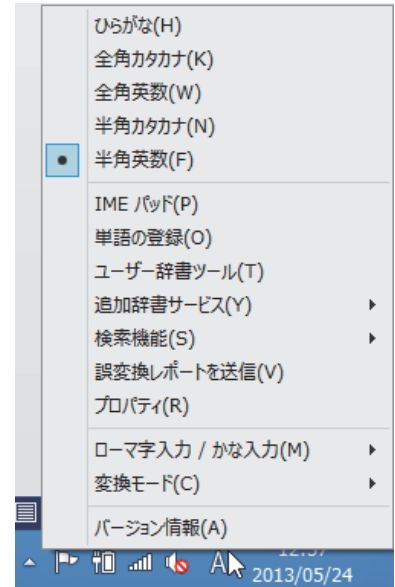 ひらがな(H)
全角カタカナ(K)
全角英数(W)
半角カタカナ(N)
半角英数(F)
IME パッド(P)
単語の登録(O)
ユーザー辞書ツール(T)
追加辞書サービス(Y)
検索機能(S)
誤変換レポートを送信(V)
プロパティ(R)
ローマ字入力 / かな入力(M)
変換モード(C)
バージョン情報(A)
A
2013/05/24